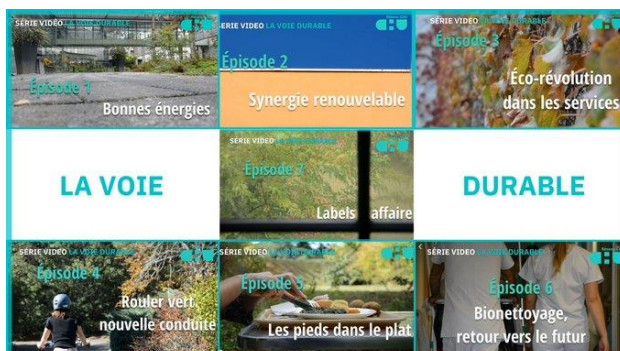 SÉRIE VIDEO LA VOIE DURABLE
Épisode 1
Bonnes énergies
SÉRIE VIDEO LA VOIE DURABLE
Épisode 2
Synergie renouvelable
SÉRIE VIDEO LA VOIE DURABLE
Épisode 3
Éco-révolution
dans les services
LA VOIE
SÉRIE VIDEO LA VOIE DURABLE
Épisode 7
Labels affaire
DURABLE
SÉRIE VIDEO LA VOIE DURABLE
Épisode 4
Rouler vert
nouvelle conduite
SÉRIE VIDEO LA VOIE DURABLE
Épisode 5
Les pieds dans le plat
SÉRIE VIDEO LA VOIE DURABLE
Épisode 6
Bionettoyage,
retour vers le futur